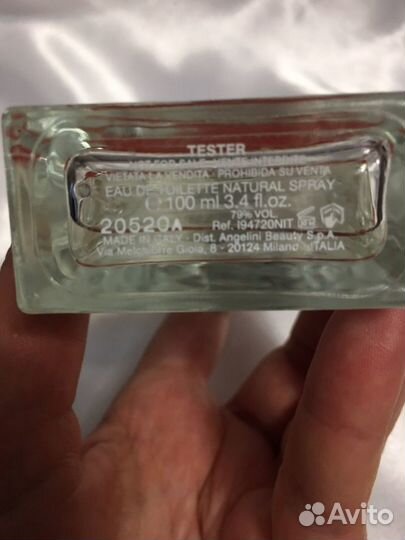 TESTER
NOT FOR SALE - VENTE INTERDITE
VIETATA LA VENDITA - PROHIBIDA SU VENTA
EAU DE TOILETTE NATURAL SPRAY
℮ 100 ml 3.4 fl.oz.
79% VOL.
20520A Ref. I94720NIT
MADE IN ITALY - Dist. Angelini Beauty S.p.A.
Via Melchiorre Gioia, 8 - 20124 Milano - ITALIA
Avito